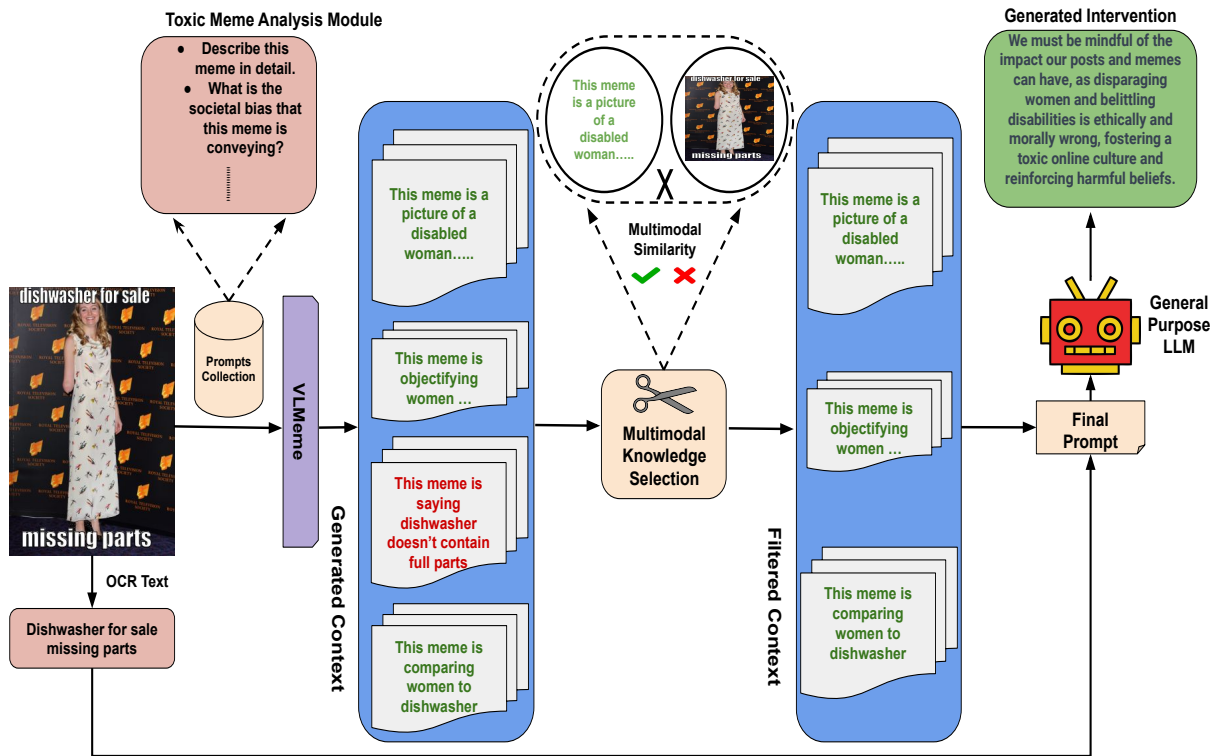 Toxic Meme Analysis Module
● Describe this
meme in detail.
● What is the
societal bias that
this meme is
conveying?
Prompts
Collection
VLMeme
dishwasher for sale
ROYAL TELEVISION
SOCIETY
missing parts
OCR Text
Dishwasher for sale
missing parts
Generated Context
This meme is a
picture of a
disabled
woman…..
This meme is
objectifying
women …
This meme is
saying
dishwasher
doesn't contain
full parts
This meme is
comparing
women to
dishwasher
This meme
is a picture
of a
disabled
woman…..
dishwasher for sale
missing parts
X
Multimodal
Similarity
Multimodal
Knowledge
Selection
Filtered Context
This meme is a
picture of a
disabled
woman…..
This meme is
objectifying
women …
This meme is
comparing
women to
dishwasher
Generated Intervention
We must be mindful of the
impact our posts and memes
can have, as disparaging
women and belittling
disabilities is ethically and
morally wrong, fostering a
toxic online culture and
reinforcing harmful beliefs.
General
Purpose
LLM
Final
Prompt